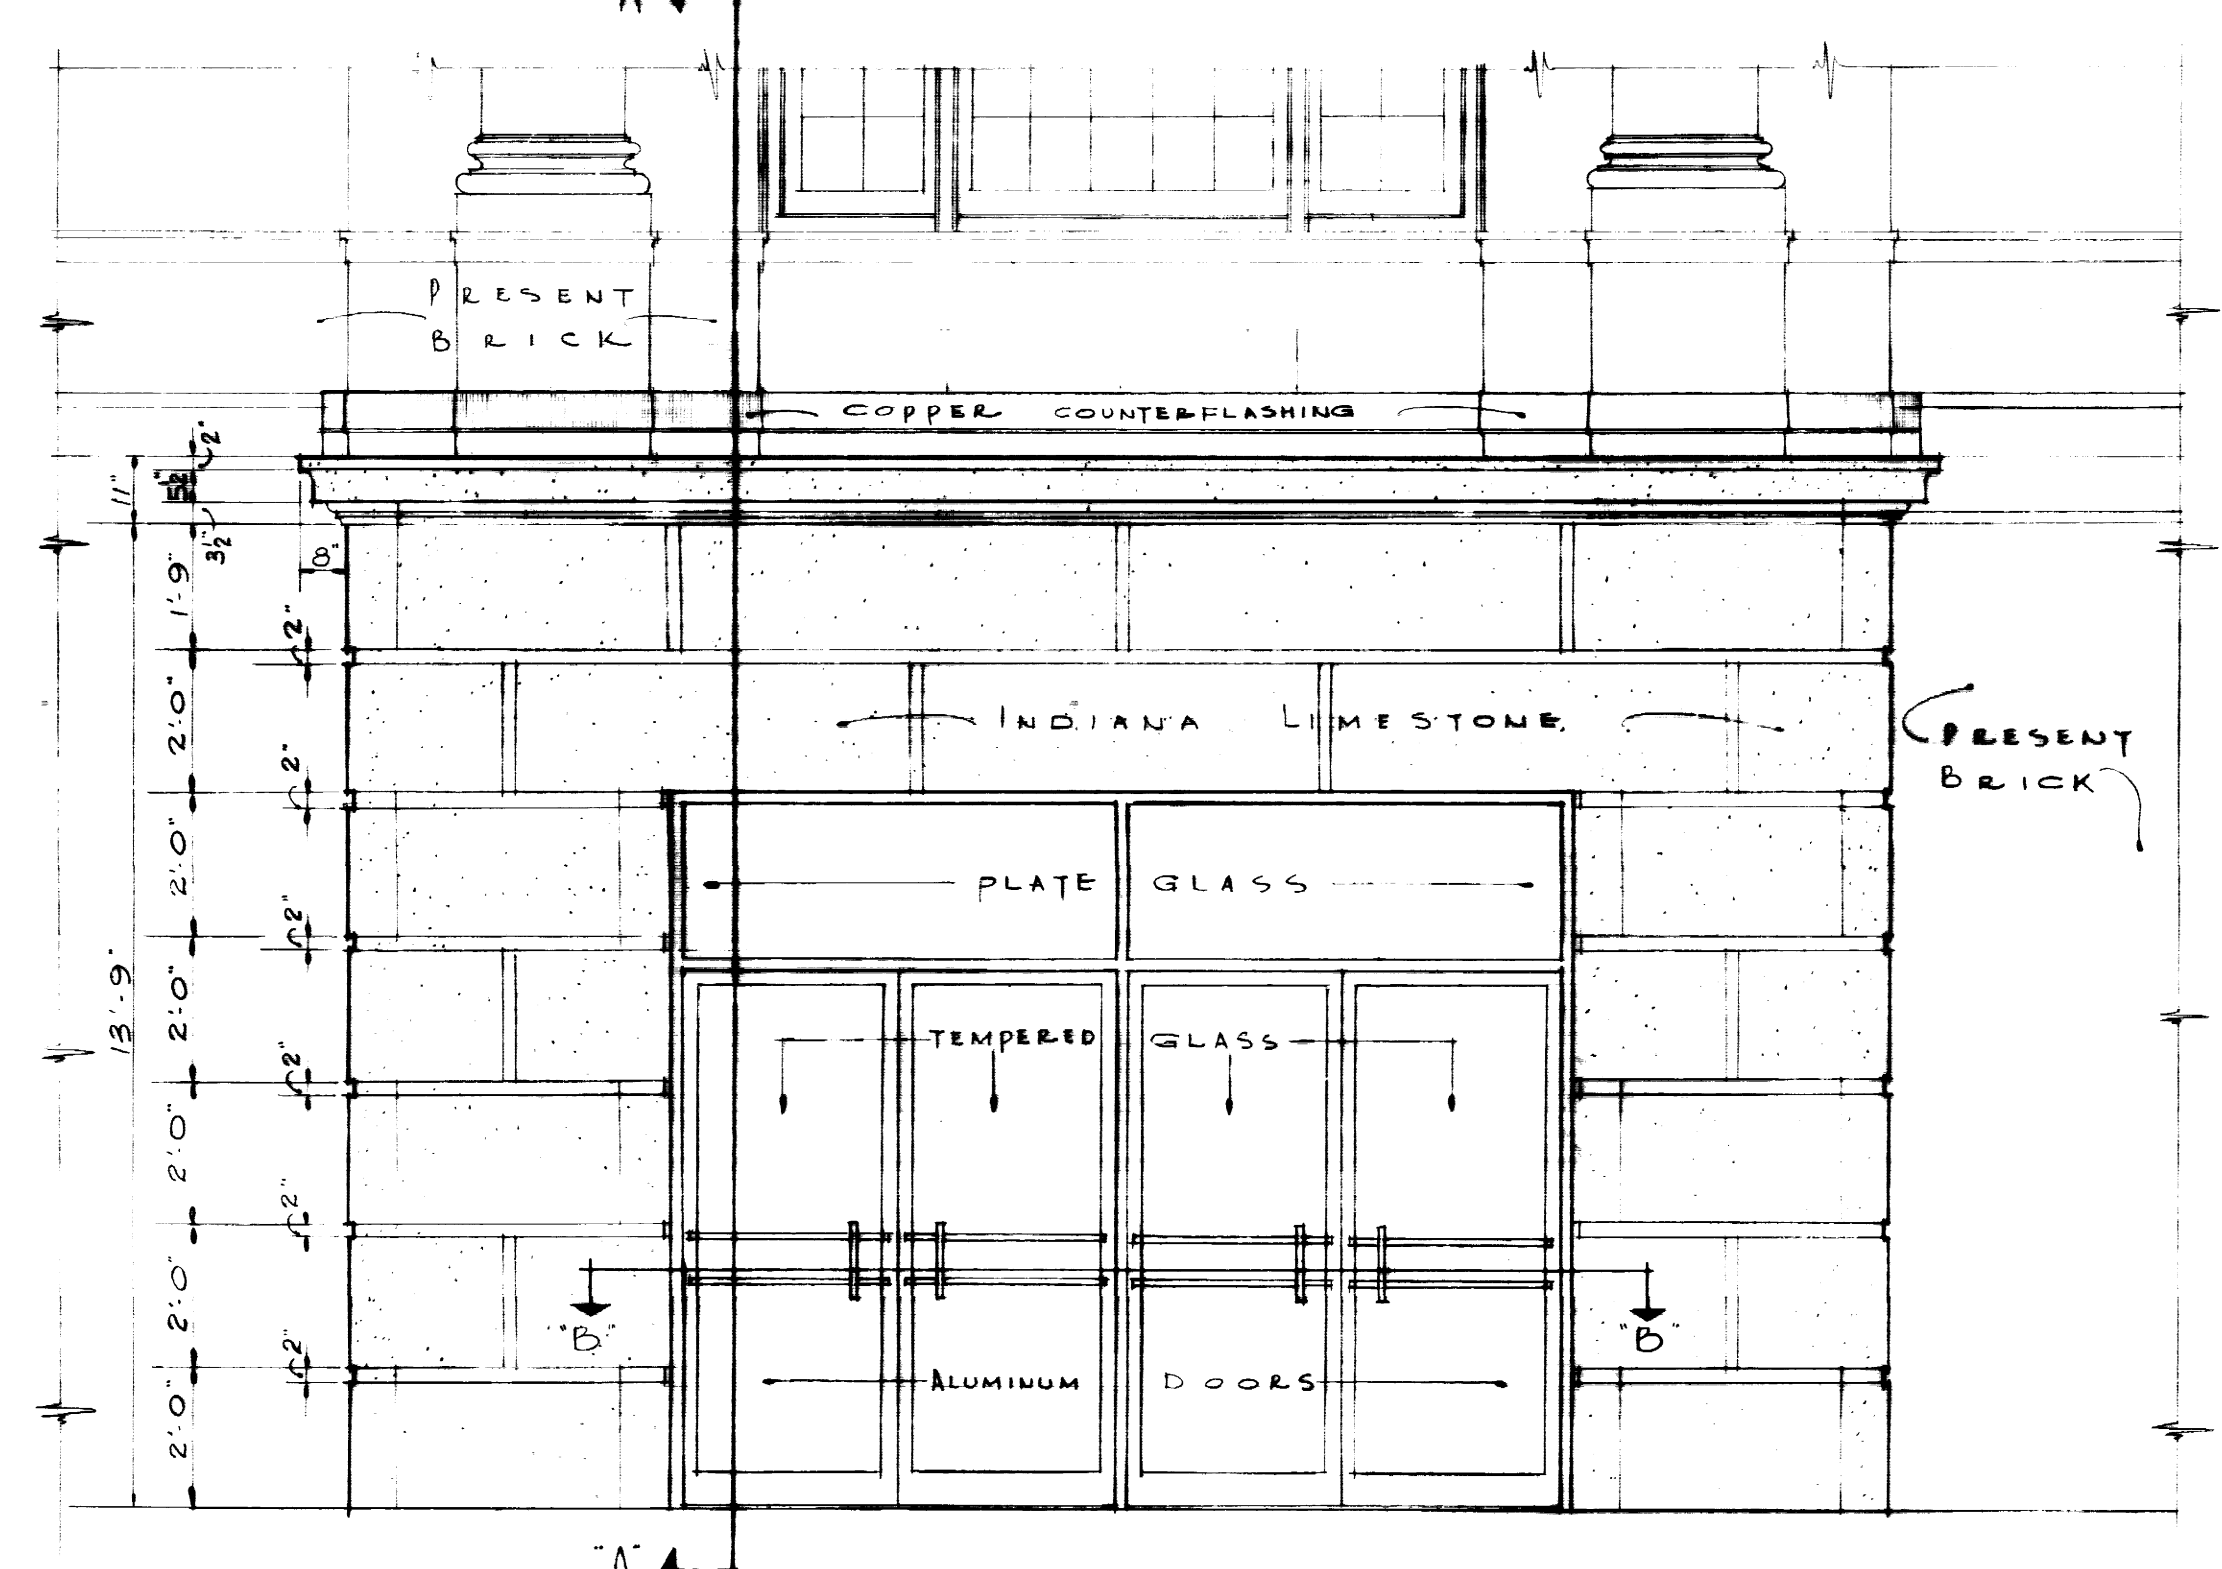 "A"
PRESENT
BRICK
COPPER COUNTERFLASHING
2"
11"
5½"
3½"
8"
1'-9"
2"
2'-0"
INDIANA LIMESTONE
PRESENT
BRICK
2"
2'-0"
PLATE GLASS
2"
2'-0"
13'-9"
TEMPERED GLASS
2"
2'-0"
2"
2'-0"
"B" "B"
2"
ALUMINUM DOORS
2'-0"
"A"